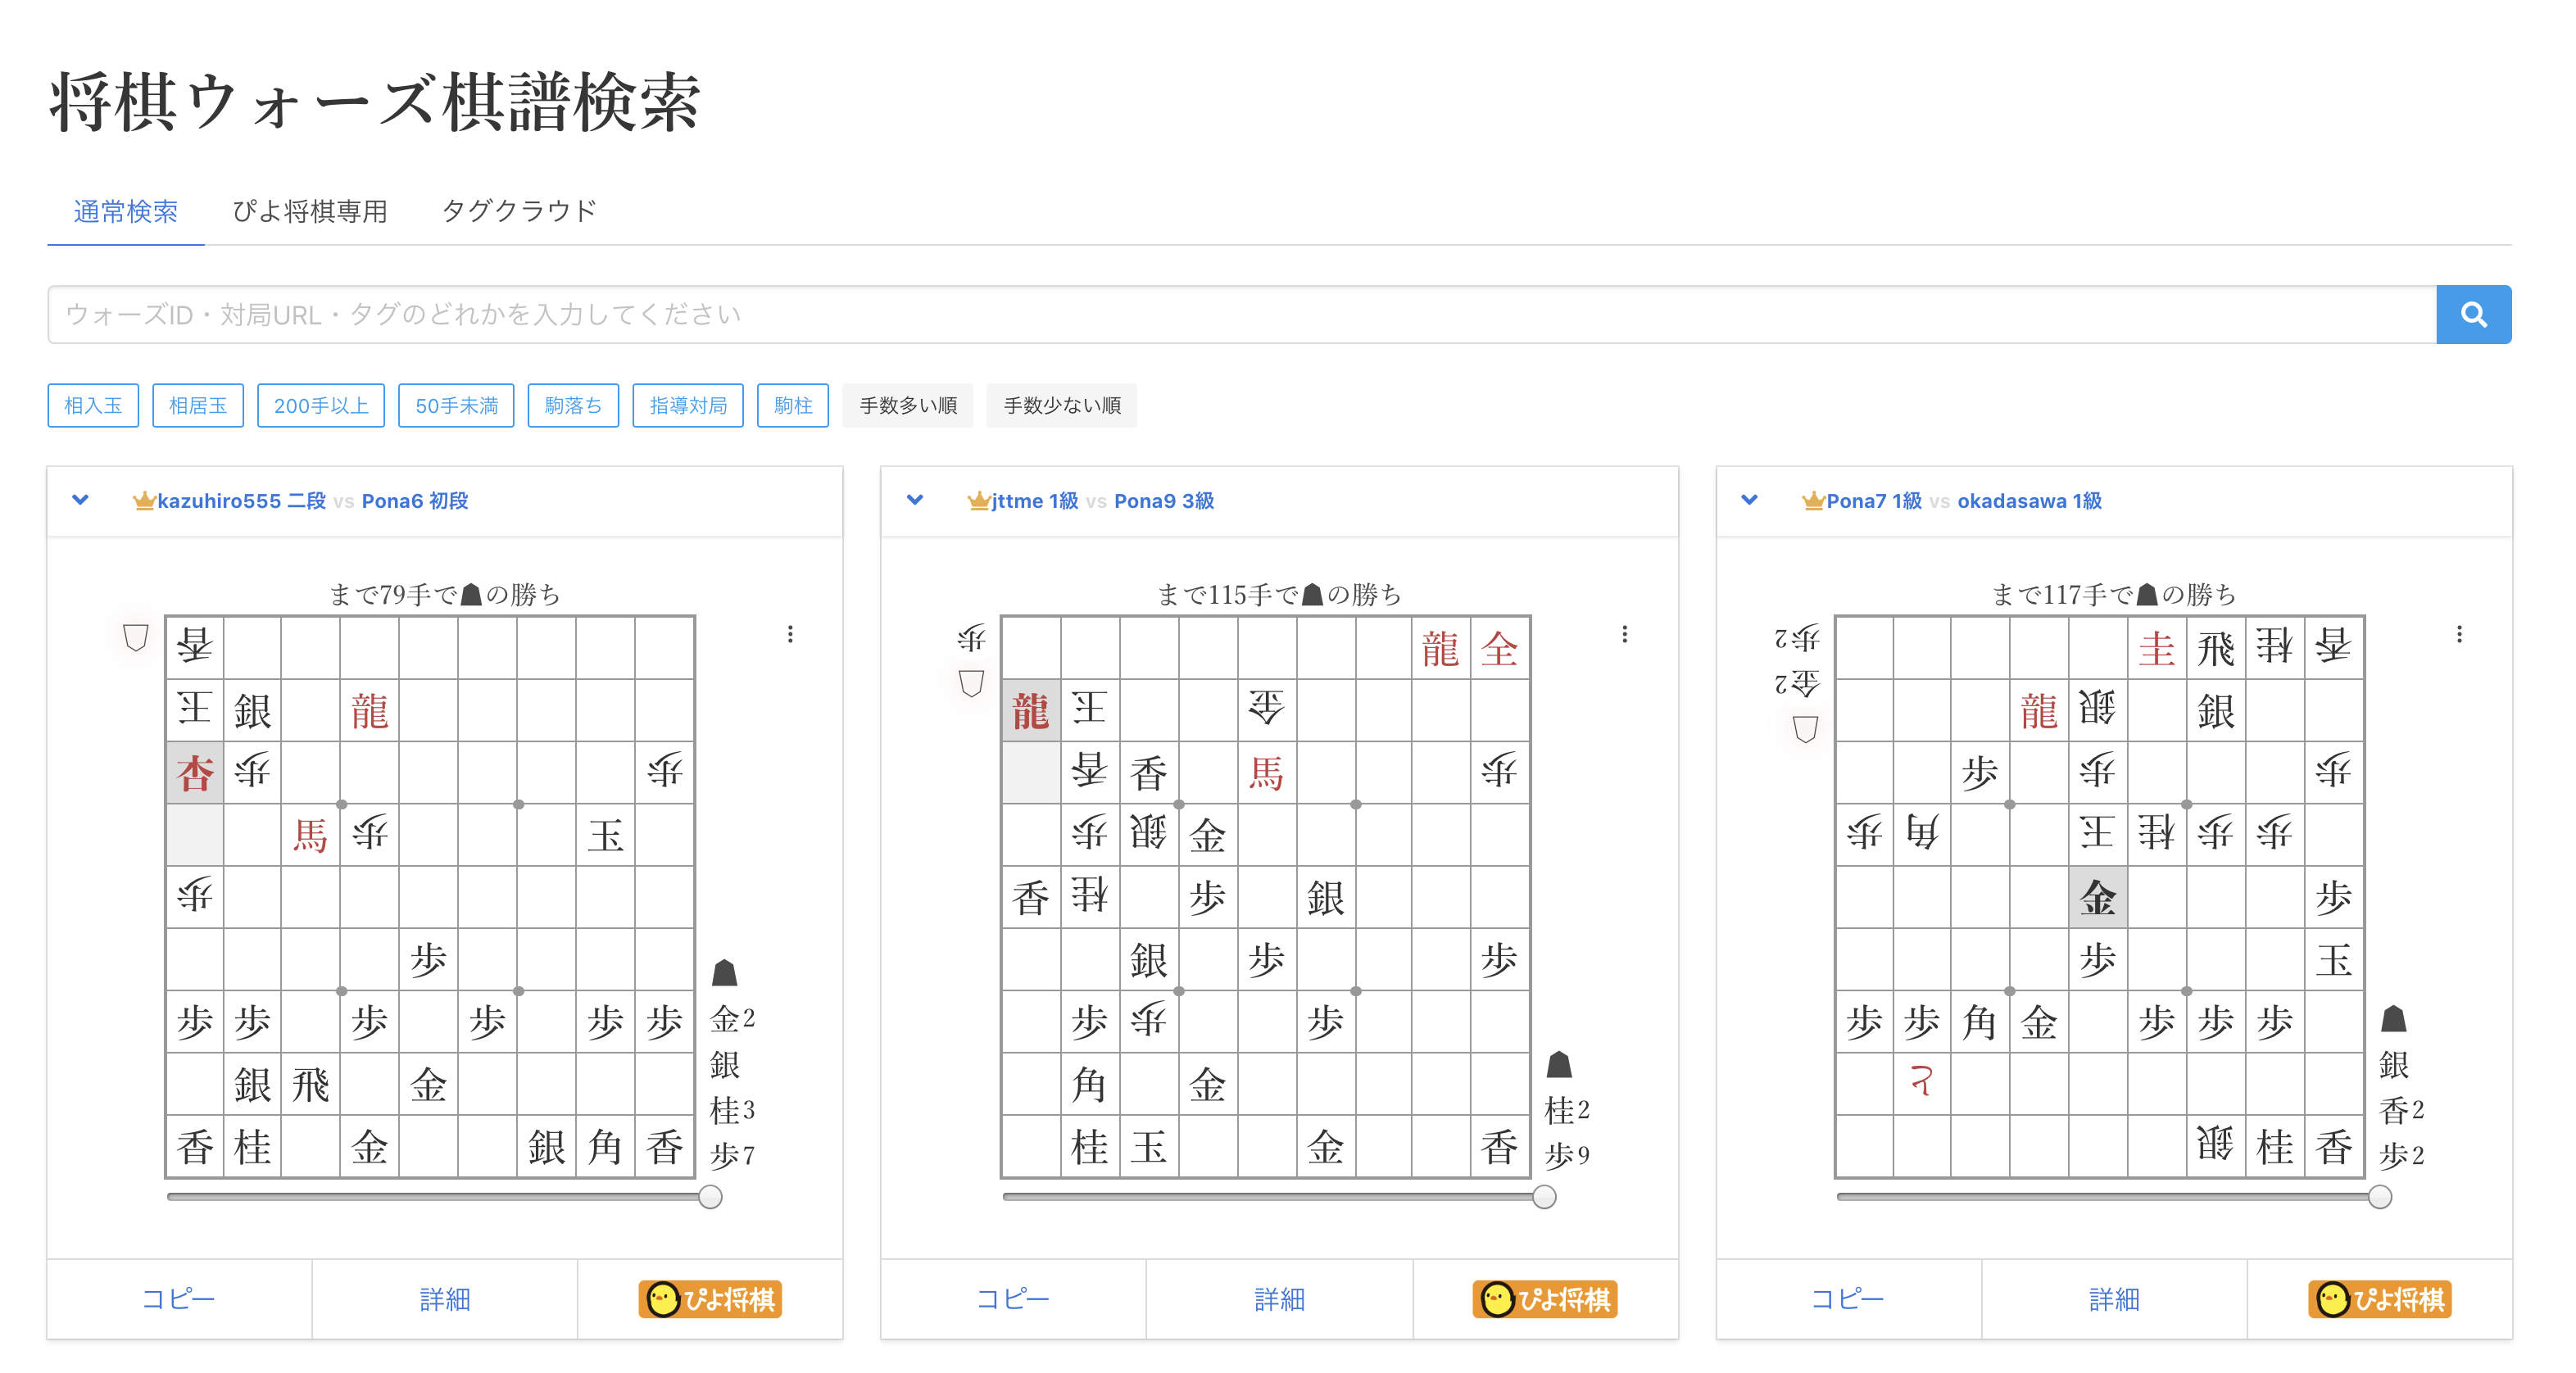 将棋ウォーズ棋譜検索
通常検索 ぴよ将棋専用 タグクラウド
ウォーズID・対局URL・タグのどれかを入力してください
相入玉 相居玉 200手以上 50手未満 駒落ち 指導対局 駒柱 手数多い順 手数少ない順
kazuhiro555 二段 vs Pona6 初段
まで79手で☗の勝ち
香
王 銀 龍
杏 歩 歩
馬 歩 玉
歩
歩
歩 歩 歩 歩 歩 歩
銀 飛 金
香 桂 金 銀 角 香
金2
銀
桂3
歩7
コピー 詳細 ぴよ将棋
jttme 1級 vs Pona9 3級
まで115手で☗の勝ち
歩
龍 全
龍 王 金
香 香 馬 歩
歩 銀 金
香 桂 歩 銀
銀 歩 歩
歩 歩 歩
角 金
桂 玉 金 香
桂2
歩9
コピー 詳細 ぴよ将棋
Pona7 1級 vs okadasawa 1級
まで117手で☗の勝ち
歩2
金2
圭 飛 桂 香
龍 銀 銀
歩 歩 歩
歩 角 王 桂 歩 歩
金 歩
歩 玉
歩 歩 角 金 歩 歩 歩
と
銀 桂 香
銀
香2
歩2
コピー 詳細 ぴよ将棋